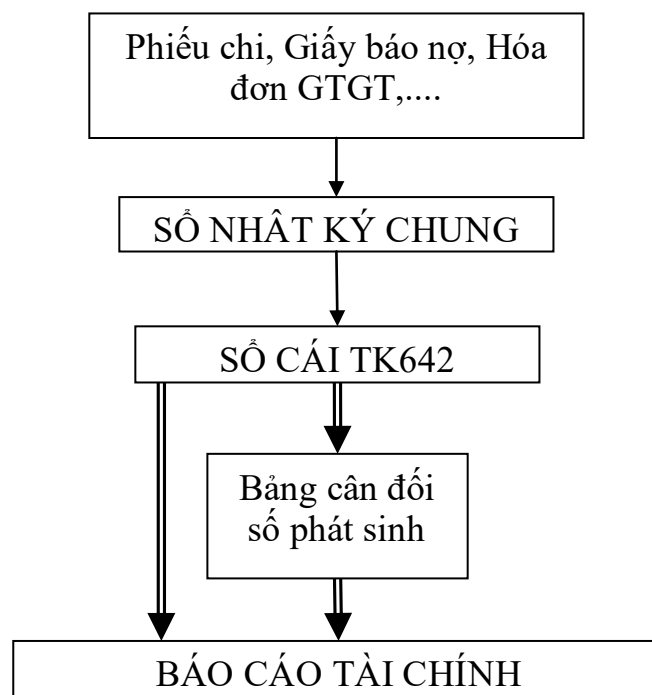 Phiếu chi, Giấy báo nợ, Hóa
đơn GTGT,....
SỔ NHÂT KÝ CHUNG
SỔ CÁI TK642
Bảng cân đối
số phát sinh
BÁO CÁO TÀI CHÍNH